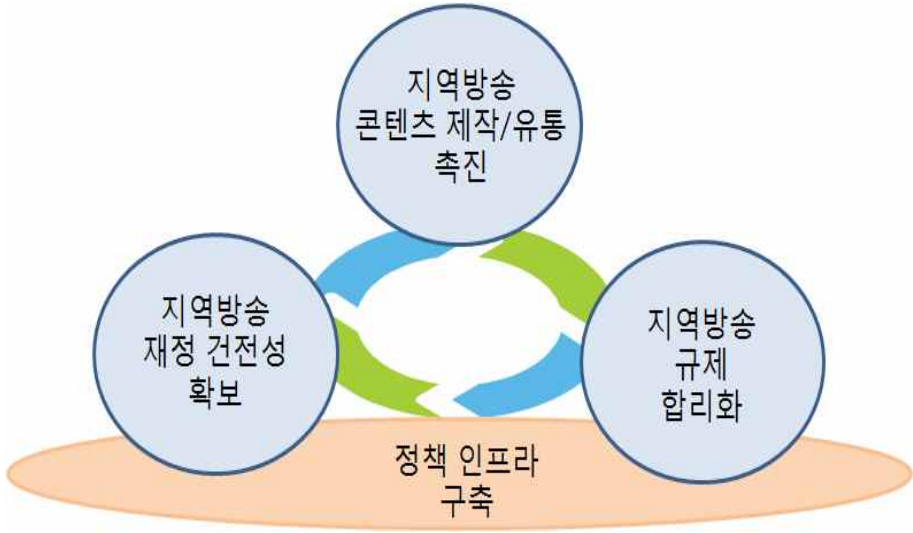 지역방송
콘텐츠 제작/유통
촉진
지역방송
재정 건전성
확보
지역방송
규제
합리화
정책 인프라
구축